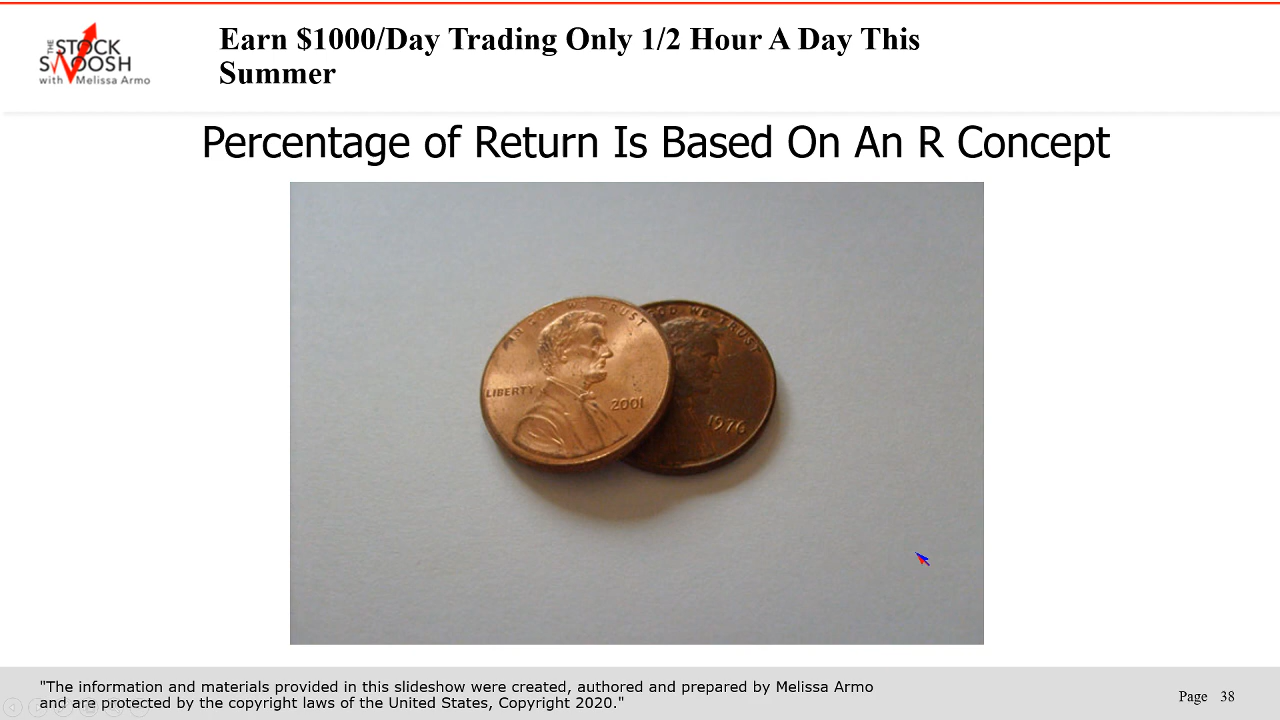 THE
STOCK
SWOOSH
with Melissa Armo
Earn $1000/Day Trading Only 1/2 Hour A Day This
Summer
Percentage of Return Is Based On An R Concept
IN GOD WE TRUST
LIBERTY
2001
GOD WE TRUST
1976
"The information and materials provided in this slideshow were created, authored and prepared by Melissa Armo
and are protected by the copyright laws of the United States, Copyright 2020."
Page 38